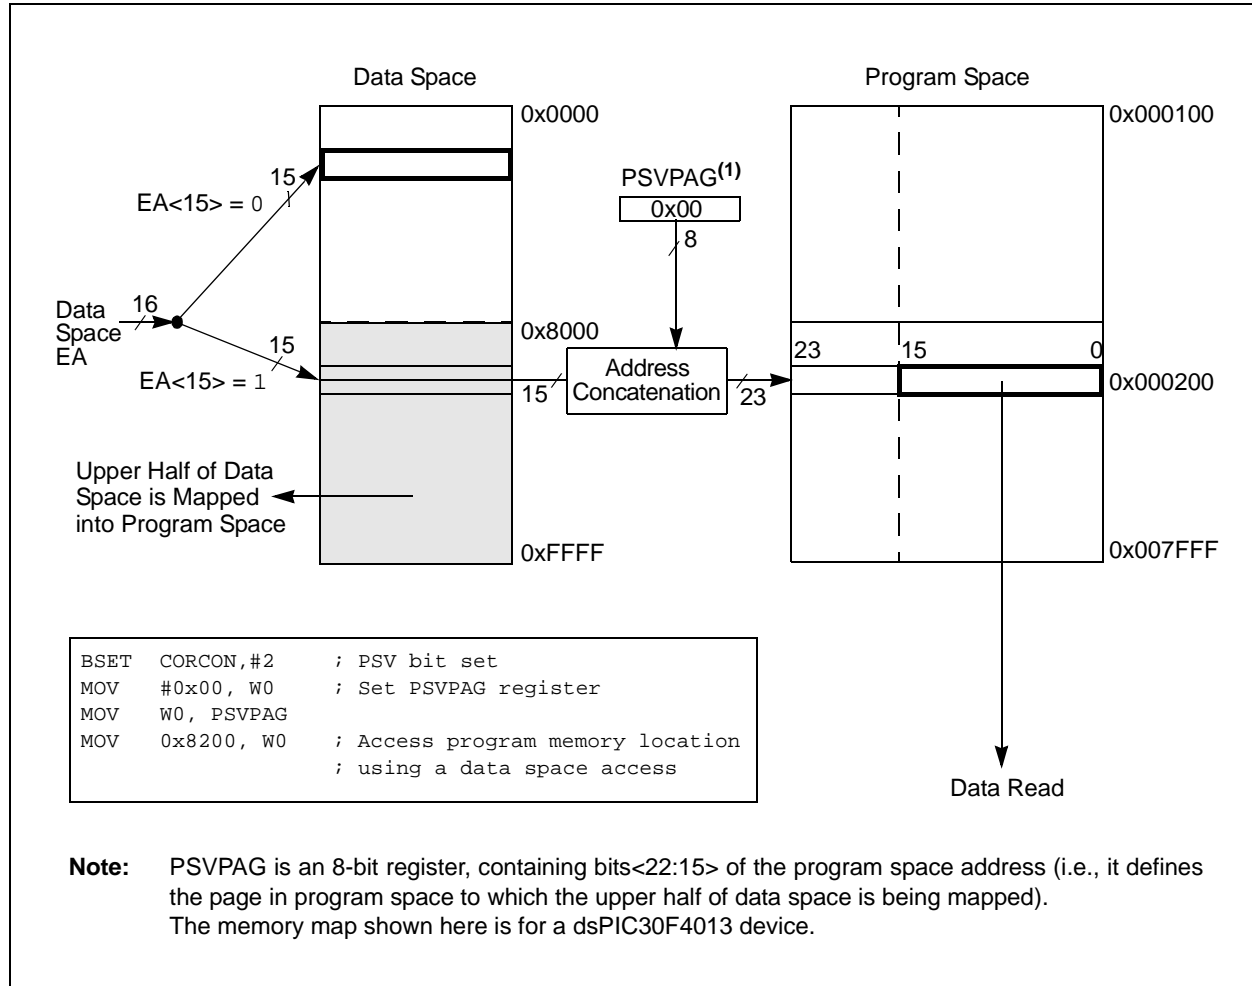 Data Space
Program Space
0x0000
0x000100
15
EA<15> = 0
PSVPAG(1)
0x00
8
Data
Space
EA
16
0x8000
15
EA<15> = 1
15
Address
Concatenation
23
23 15 0
0x000200
Upper Half of Data
Space is Mapped
into Program Space
0xFFFF
0x007FFF
BSET CORCON,#2 ; PSV bit set
MOV #0x00, W0 ; Set PSVPAG register
MOV W0, PSVPAG
MOV 0x8200, W0 ; Access program memory location
; using a data space access
Data Read
Note: PSVPAG is an 8-bit register, containing bits<22:15> of the program space address (i.e., it defines
the page in program space to which the upper half of data space is being mapped).
The memory map shown here is for a dsPIC30F4013 device.